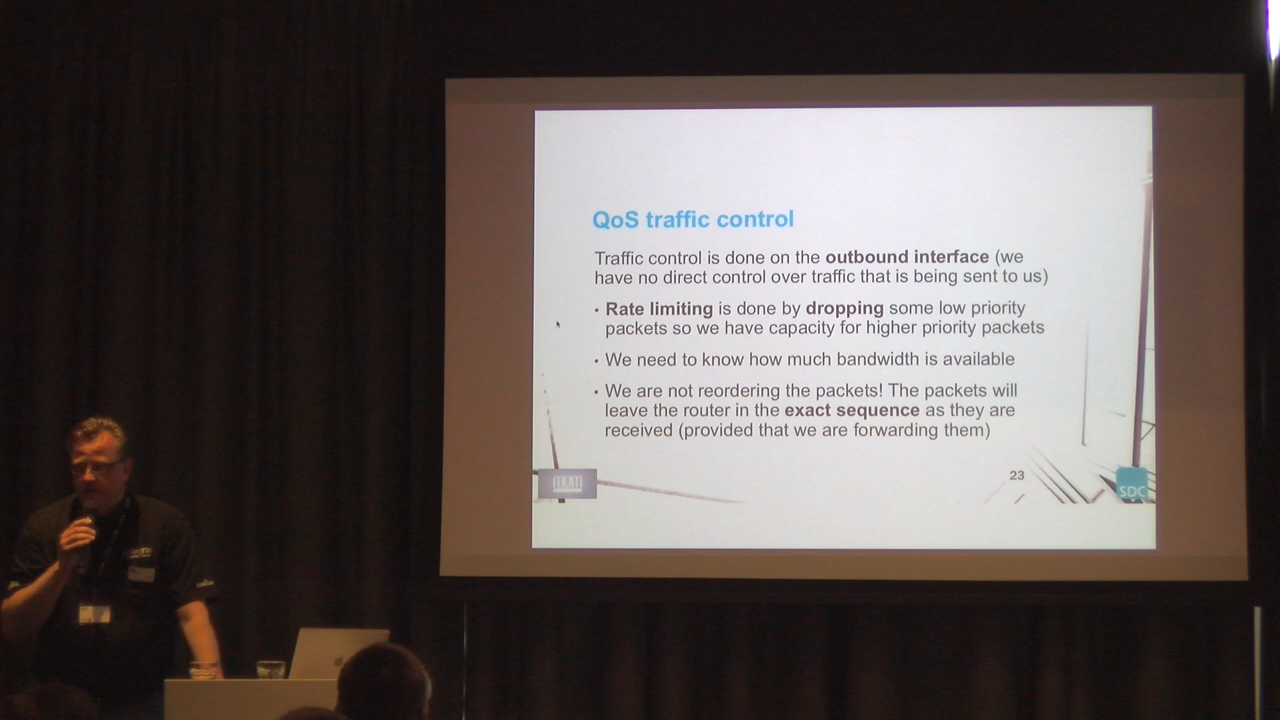 QoS traffic control
Traffic control is done on the outbound interface (we
have no direct control over traffic that is being sent to us)
• Rate limiting is done by dropping some low priority
packets so we have capacity for higher priority packets
• We need to know how much bandwidth is available
• We are not reordering the packets! The packets will
leave the router in the exact sequence as they are
received (provided that we are forwarding them)
23
SDC